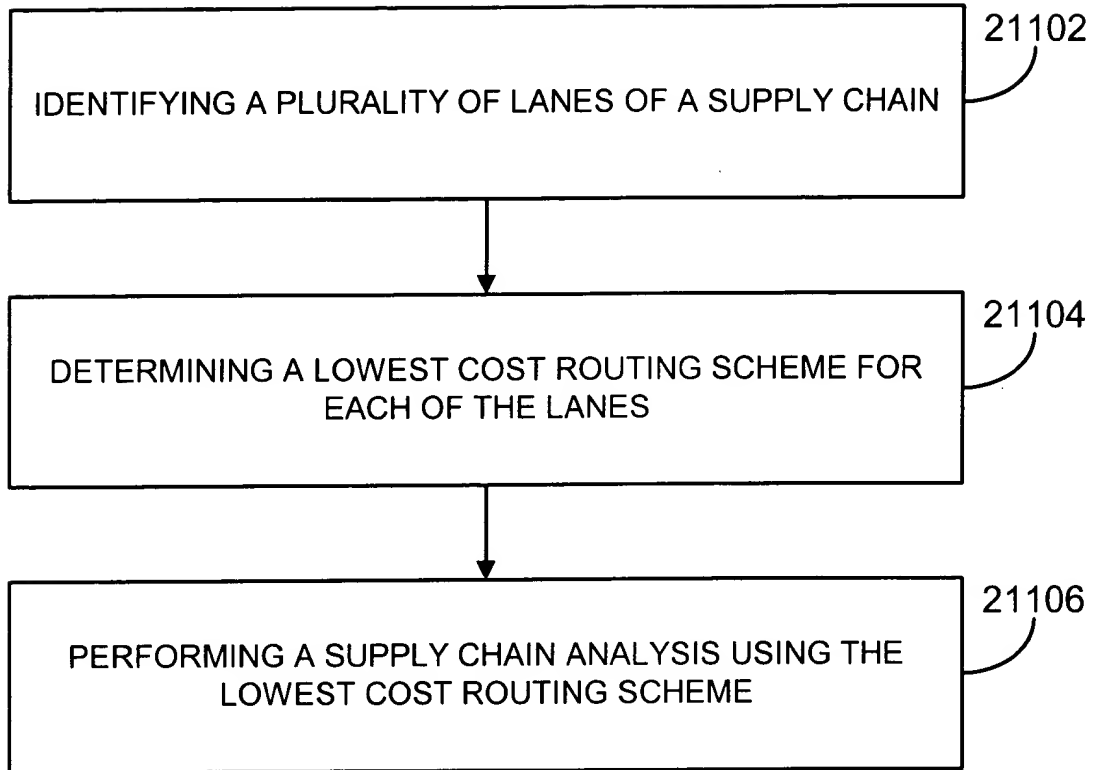 21102
IDENTIFYING A PLURALITY OF LANES OF A SUPPLY CHAIN
21104
DETERMINING A LOWEST COST ROUTING SCHEME FOR
EACH OF THE LANES
21106
PERFORMING A SUPPLY CHAIN ANALYSIS USING THE
LOWEST COST ROUTING SCHEME